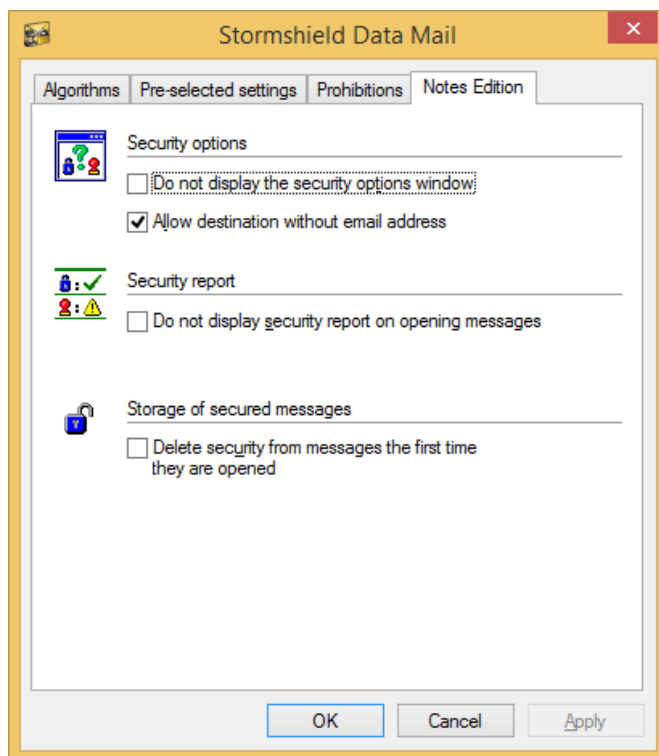 Stormshield Data Mail
Algorithms Pre-selected settings Prohibitions Notes Edition
Security options
Do not display the security options window
Allow destination without email address
Security report
Do not display security report on opening messages
Storage of secured messages
Delete security from messages the first time
they are opened
OK Cancel Apply